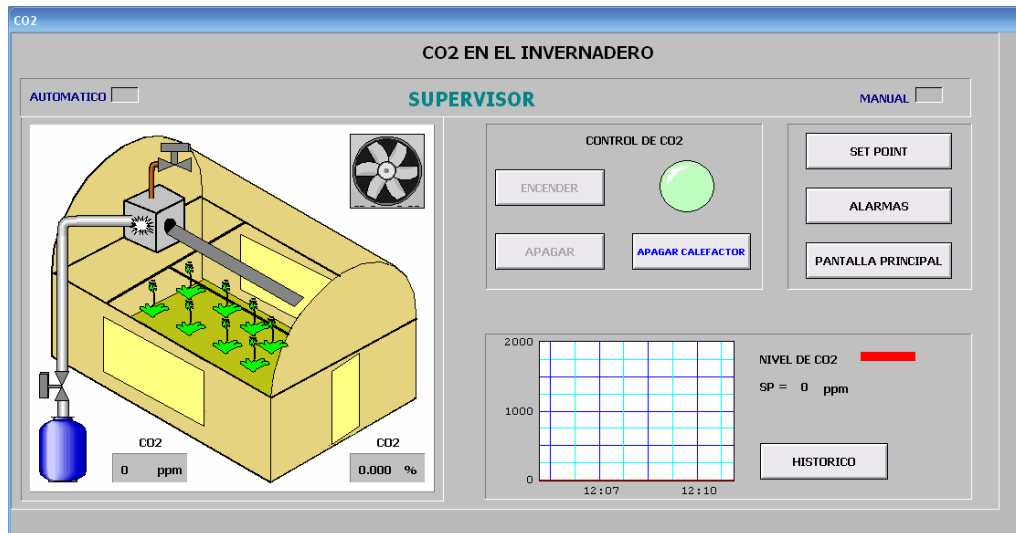 CO2
CO2 EN EL INVERNADERO
AUTOMATICO
SUPERVISOR
MANUAL
CONTROL DE CO2
ENCENDER
APAGAR
APAGAR CALEFACTOR
SET POINT
ALARMAS
PANTALLA PRINCIPAL
CO2
0 ppm
CO2
0.000 %
2000
1000
0
12:07 12:10
NIVEL DE CO2
SP = 0 ppm
HISTORICO